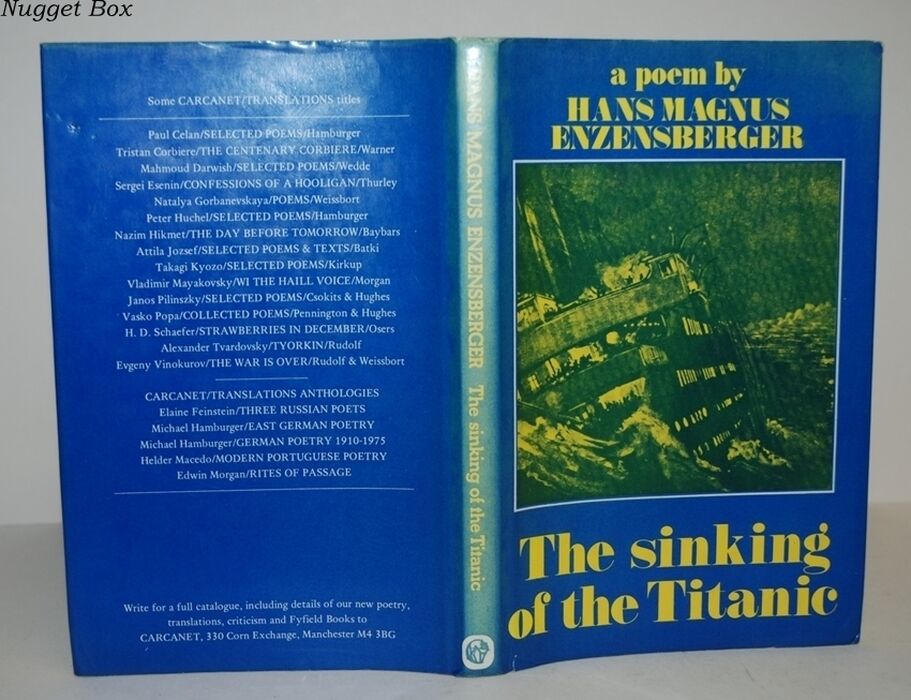 Nugget Box
Some CARCANET/TRANSLATIONS titles
Paul Celan/SELECTED POEMS/Hamburger
Tristan Corbiere/THE CENTENARY CORBIERE/Warner
Mahmoud Darwish/SELECTED POEMS/Wedde
Sergei Esenin/CONFESSIONS OF A HOOLIGAN/Thurley
Natalya Gorbanevskaya/POEMS/Weissbort
Peter Huchel/SELECTED POEMS/Hamburger
Nazim Hikmet/THE DAY BEFORE TOMORROW/Baybars
Attila Jozsef/SELECTED POEMS & TEXTS/Batki
Takagi Kyozo/SELECTED POEMS/Kirkup
Vladimir Mayakovsky/WI THE HAILL VOICE/Morgan
Janos Pilinszky/SELECTED POEMS/Csokits & Hughes
Vasko Popa/COLLECTED POEMS/Pennington & Hughes
H. D. Schaefer/STRAWBERRIES IN DECEMBER/Osers
Alexander Tvardovsky/TYORKIN/Rudolf
Evgeny Vinokurov/THE WAR IS OVER/Rudolf & Weissbort
CARCANET/TRANSLATIONS ANTHOLOGIES
Elaine Feinstein/THREE RUSSIAN POETS
Michael Hamburger/EAST GERMAN POETRY
Michael Hamburger/GERMAN POETRY 1910-1975
Helder Macedo/MODERN PORTUGUESE POETRY
Edwin Morgan/RITES OF PASSAGE
Write for a full catalogue, including details of our new poetry,
translations, criticism and Fyfield Books to
CARCANET, 330 Corn Exchange, Manchester M4 3BG
HANS MAGNUS ENZENSBERGER The sinking of the Titanic
a poem by
HANS MAGNUS
ENZENSBERGER
The sinking
of the Titanic